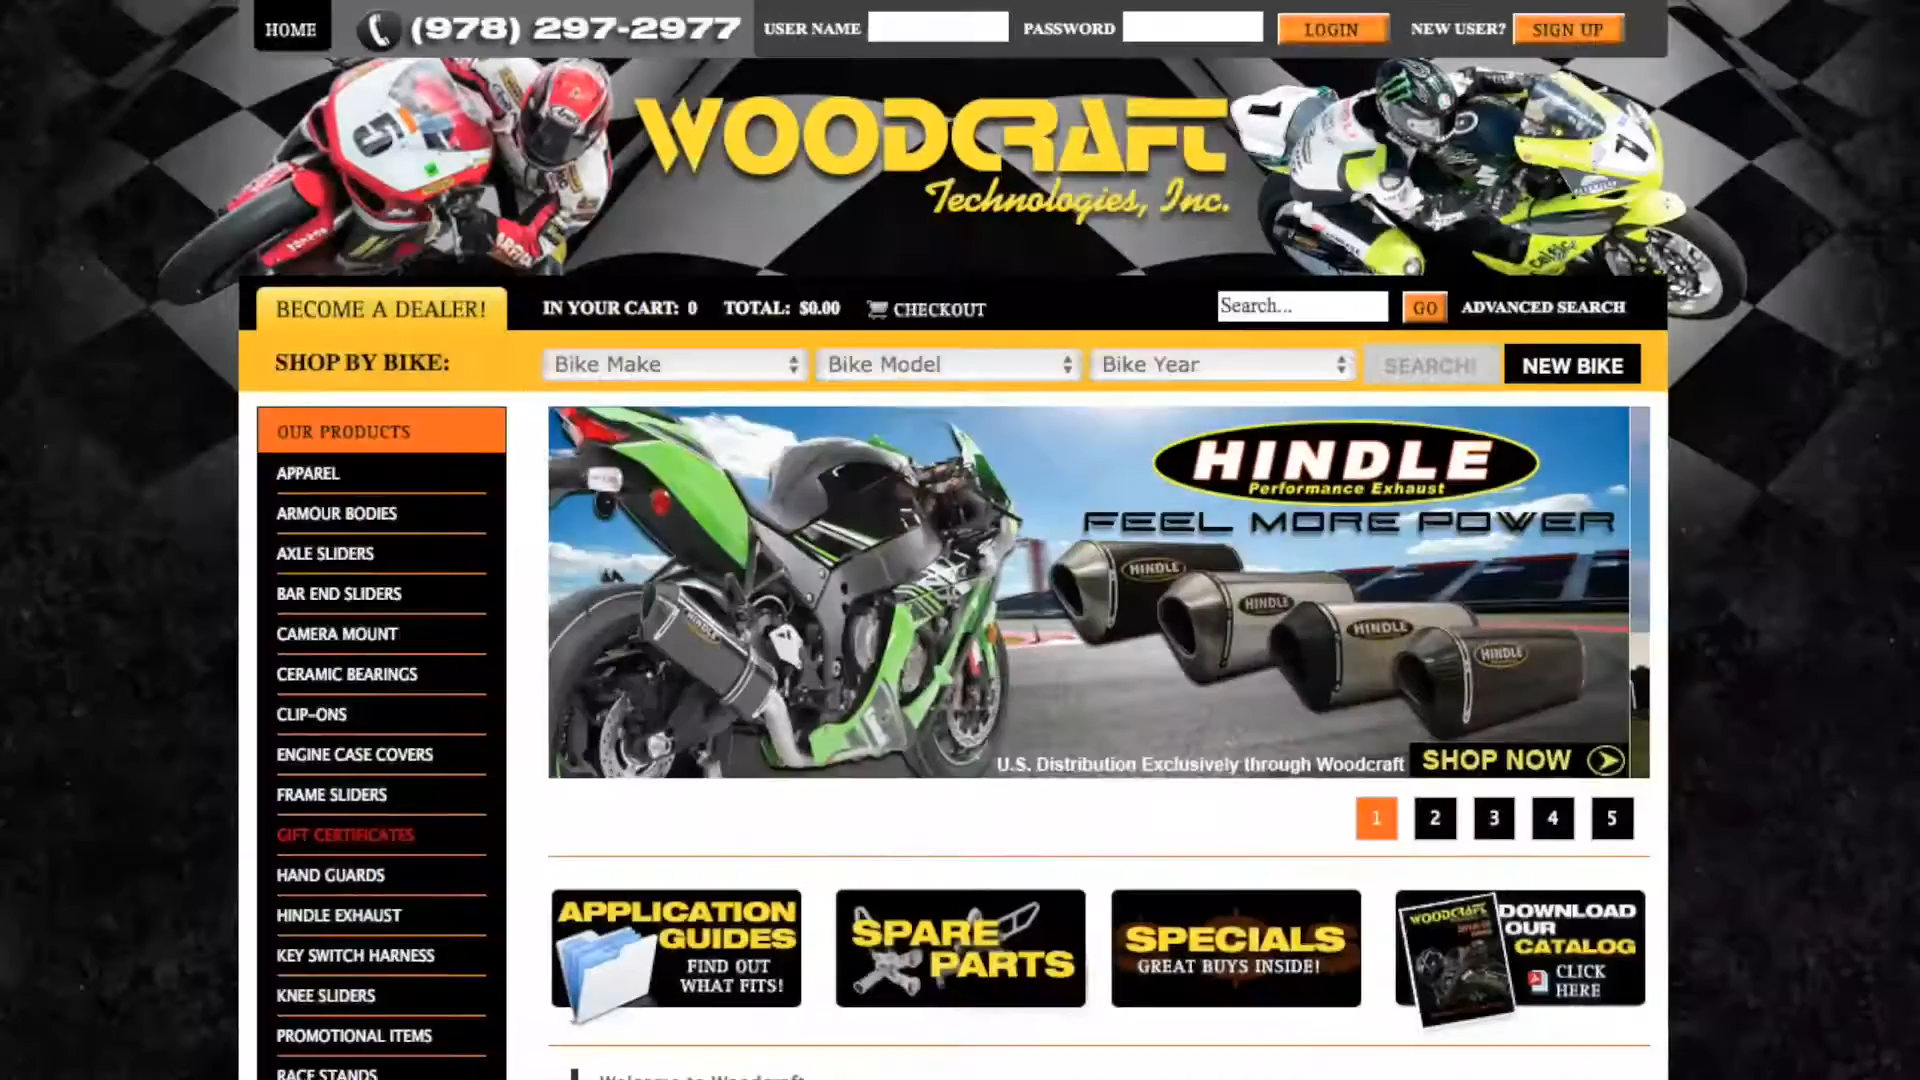 HOME
(978) 297-2977
USER NAME
PASSWORD
LOGIN
NEW USER?
SIGN UP
WOODCRAFT
Technologies, Inc.
BECOME A DEALER!
IN YOUR CART: 0
TOTAL: $0.00
CHECKOUT
Search...
GO
ADVANCED SEARCH
SHOP BY BIKE:
Bike Make
Bike Model
Bike Year
SEARCH!
NEW BIKE
OUR PRODUCTS
APPAREL
ARMOUR BODIES
AXLE SLIDERS
BAR END SLIDERS
CAMERA MOUNT
CERAMIC BEARINGS
CLIP-ONS
ENGINE CASE COVERS
FRAME SLIDERS
GIFT CERTIFICATES
HAND GUARDS
HINDLE EXHAUST
KEY SWITCH HARNESS
KNEE SLIDERS
PROMOTIONAL ITEMS
RACE STANDS
HINDLE
Performance Exhaust
FEEL MORE POWER
HINDLE
HINDLE
HINDLE
HINDLE
HINDLE
U.S. Distribution Exclusively through Woodcraft
SHOP NOW
1 2 3 4 5
APPLICATION
GUIDES
FIND OUT
WHAT FITS!
SPARE
PARTS
SPECIALS
GREAT BUYS INSIDE!
WOODCRAFT
DOWNLOAD
OUR
CATALOG
CLICK
HERE
Welcome to Woodcraft